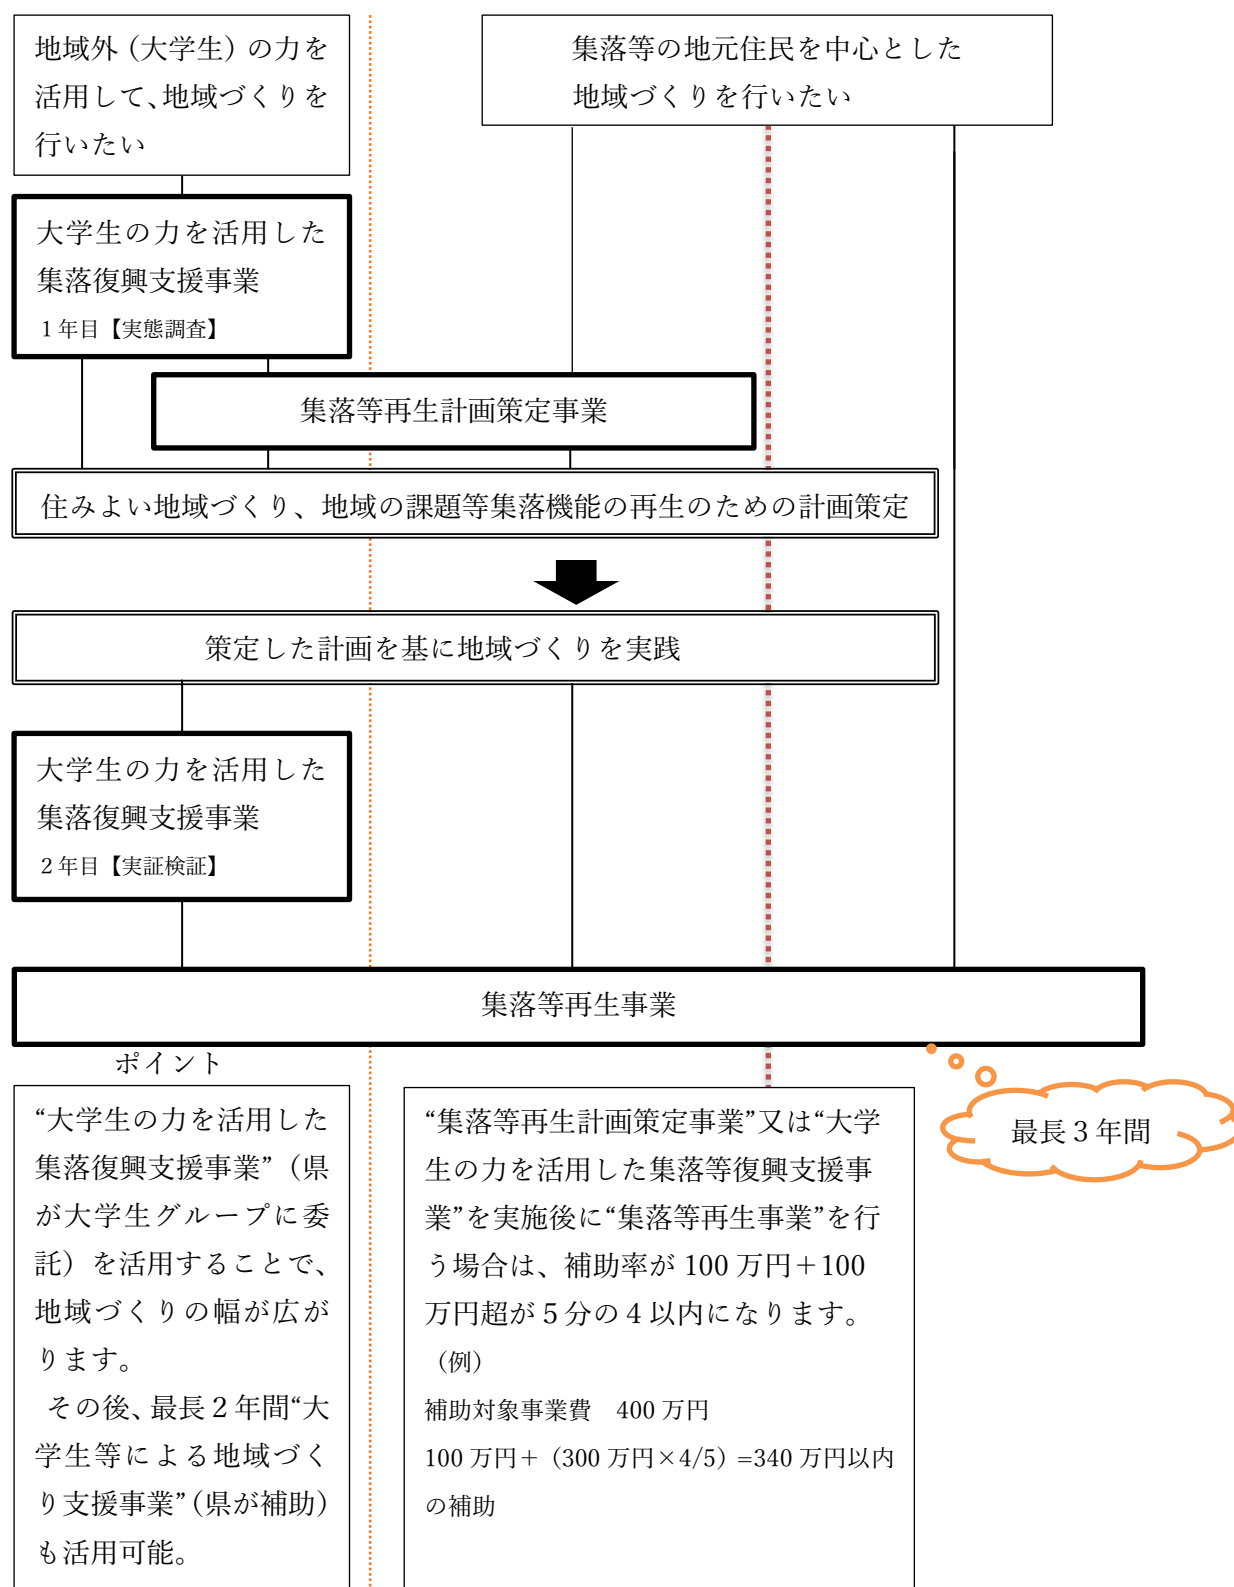 地域外（大学生）の力を
活用して、地域づくりを
行いたい
集落等の地元住民を中心とした
地域づくりを行いたい
大学生の力を活用した
集落復興支援事業
１年目【実態調査】
集落等再生計画策定事業
住みよい地域づくり、地域の課題等集落機能の再生のための計画策定
策定した計画を基に地域づくりを実践
大学生の力を活用した
集落復興支援事業
２年目【実証検証】
集落等再生事業
ポイント
“大学生の力を活用した
集落復興支援事業”（県
が大学生グループに委
託）を活用することで、
地域づくりの幅が広が
ります。
その後、最長２年間“大
学生等による地域づく
り支援事業”（県が補助）
も活用可能。
“集落等再生計画策定事業”又は“大学
生の力を活用した集落等復興支援事
業”を実施後に“集落等再生事業”を行
う場合は、補助率が 100 万円＋100
万円超が５分の４以内になります。
（例）
補助対象事業費　400 万円
100 万円＋（300 万円×4/5）=340 万円以内
の補助
最長３年間